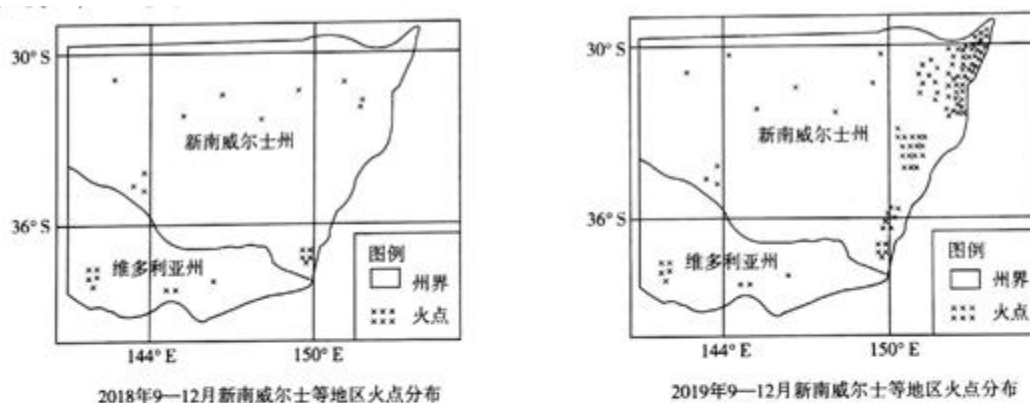 30° S
新南威尔士州
36° S
维多利亚州
图例
州界
火点
144° E
150° E
2018年9—12月新南威尔士等地区火点分布
30° S
新南威尔士州
36° S
维多利亚州
图例
州界
火点
144° E
150° E
2019年9—12月新南威尔士等地区火点分布